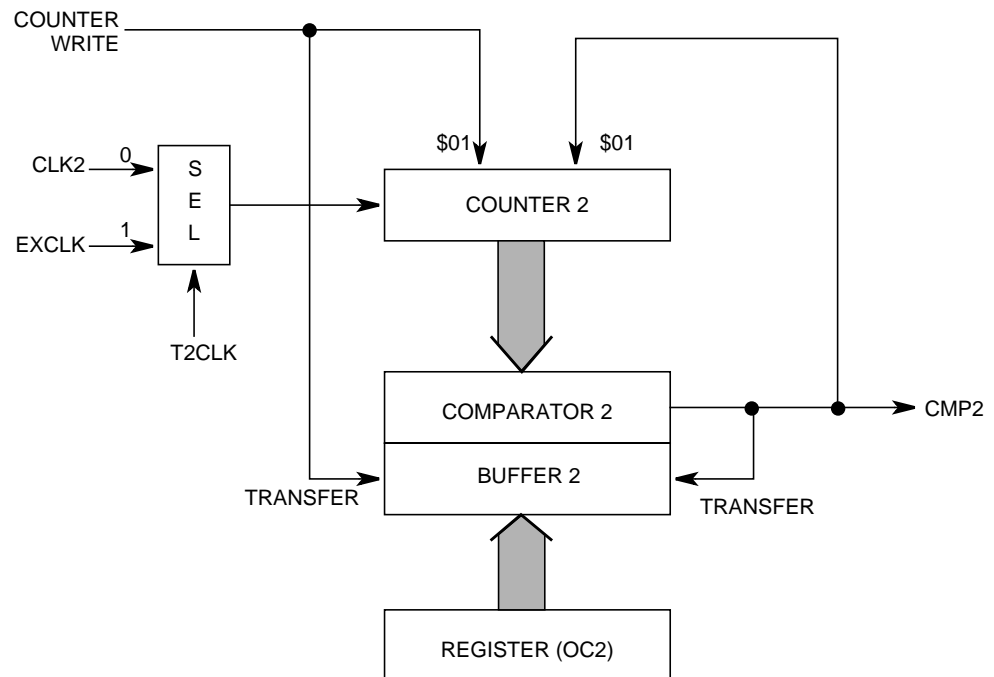 COUNTER
WRITE
$01
$01
CLK2
0
S
E
L
COUNTER 2
EXCLK
1
T2CLK
COMPARATOR 2
CMP2
BUFFER 2
TRANSFER
TRANSFER
REGISTER (OC2)